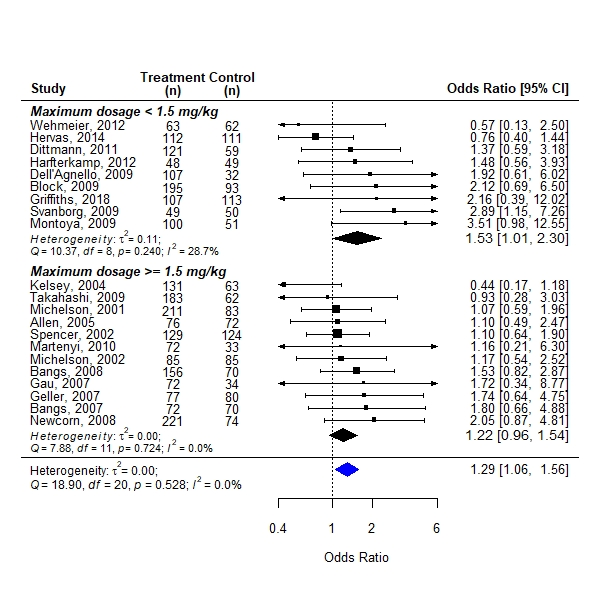 Treatment Control
Study (n) (n) Odds Ratio [95% CI]
Maximum dosage < 1.5 mg/kg
Wehmeier, 2012 63 62 0.57 [0.13, 2.50]
Hervas, 2014 112 111 0.76 [0.40, 1.44]
Dittmann, 2011 121 59 1.37 [0.59, 3.18]
Harfterkamp, 2012 48 49 1.48 [0.56, 3.93]
Dell'Agnello, 2009 107 32 1.92 [0.61, 6.02]
Block, 2009 195 93 2.12 [0.69, 6.50]
Griffiths, 2018 107 113 2.16 [0.39, 12.02]
Svanborg, 2009 49 50 2.89 [1.15, 7.26]
Montoya, 2009 100 51 3.51 [0.98, 12.55]
Heterogeneity: τ²= 0.11; 1.53 [1.01, 2.30]
Q = 10.37, df = 8, p= 0.240; I² = 28.7%
Maximum dosage >= 1.5 mg/kg
Kelsey, 2004 131 63 0.44 [0.17, 1.18]
Takahashi, 2009 183 62 0.93 [0.28, 3.03]
Michelson, 2001 211 83 1.07 [0.59, 1.96]
Allen, 2005 76 72 1.10 [0.49, 2.47]
Spencer, 2002 129 124 1.10 [0.64, 1.90]
Martenyi, 2010 72 33 1.16 [0.21, 6.30]
Michelson, 2002 85 85 1.17 [0.54, 2.52]
Bangs, 2008 156 70 1.53 [0.82, 2.87]
Gau, 2007 72 34 1.72 [0.34, 8.77]
Geller, 2007 77 80 1.74 [0.64, 4.75]
Bangs, 2007 72 70 1.80 [0.66, 4.88]
Newcorn, 2008 221 74 2.05 [0.87, 4.81]
Heterogeneity: τ²= 0.00; 1.22 [0.96, 1.54]
Q = 7.88, df = 11, p = 0.724; I² = 0.0%
Heterogeneity: τ²= 0.00; 1.29 [1.06, 1.56]
Q = 18.90, df = 20, p = 0.528; I² = 0.0%
0.4 1 2 6
Odds Ratio